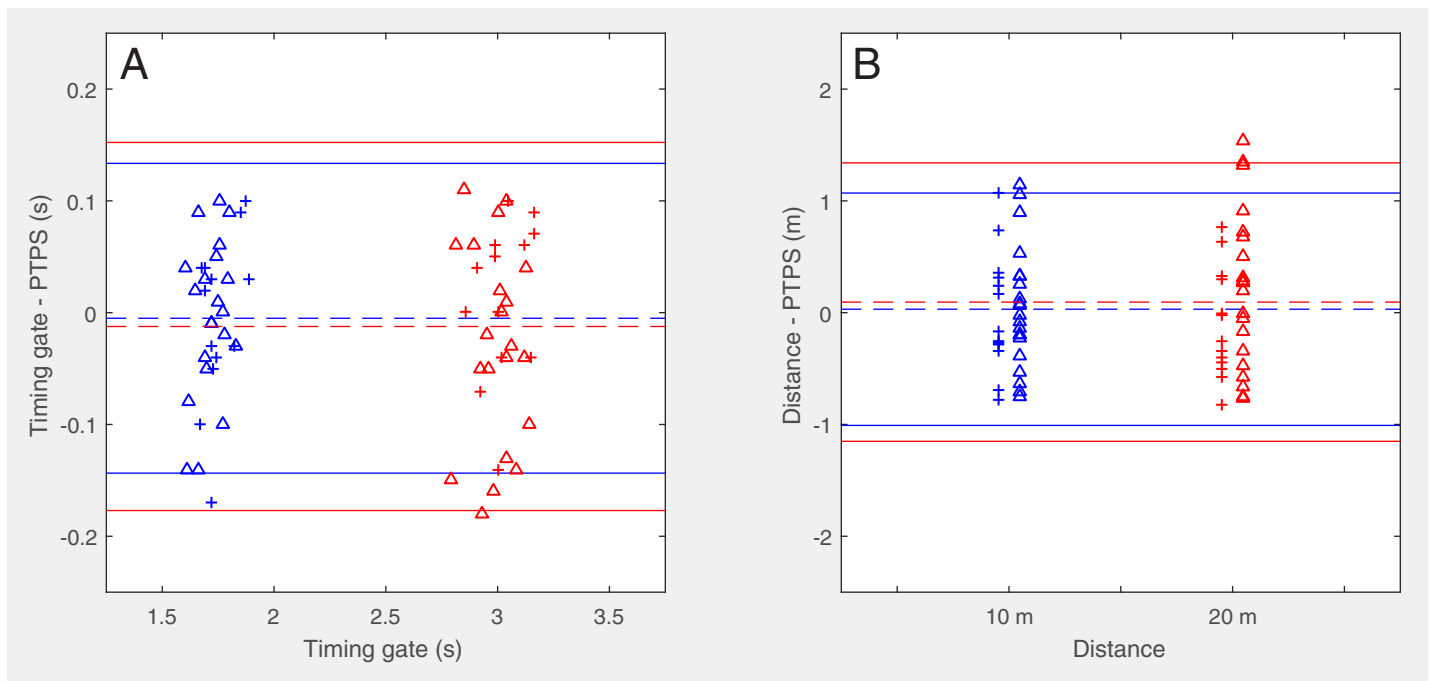 A
Timing gate - PTPS (s)
0.2
0.1
0
-0.1
-0.2
1.5 2 2.5 3 3.5
Timing gate (s)
B
Distance - PTPS (m)
2
1
0
-1
-2
10 m 20 m
Distance